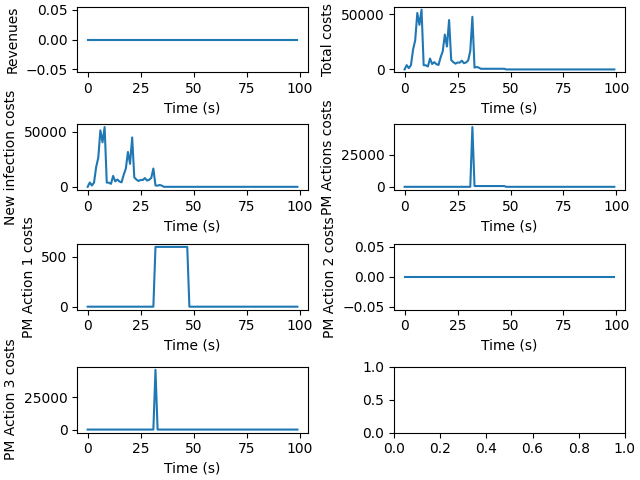 Revenues
0.05
0.00
−0.05
0 25 50 75 100
Time (s)
Total costs
50000
0
0 25 50 75 100
Time (s)
New infection costs
50000
0
0 25 50 75 100
Time (s)
PM Actions costs
25000
0
0 25 50 75 100
Time (s)
PM Action 1 costs
500
0
0 25 50 75 100
Time (s)
PM Action 2 costs
0.05
0.00
−0.05
0 25 50 75 100
Time (s)
PM Action 3 costs
25000
0
0 25 50 75 100
Time (s)
1.0
0.5
0.0
0.0 0.2 0.4 0.6 0.8 1.0